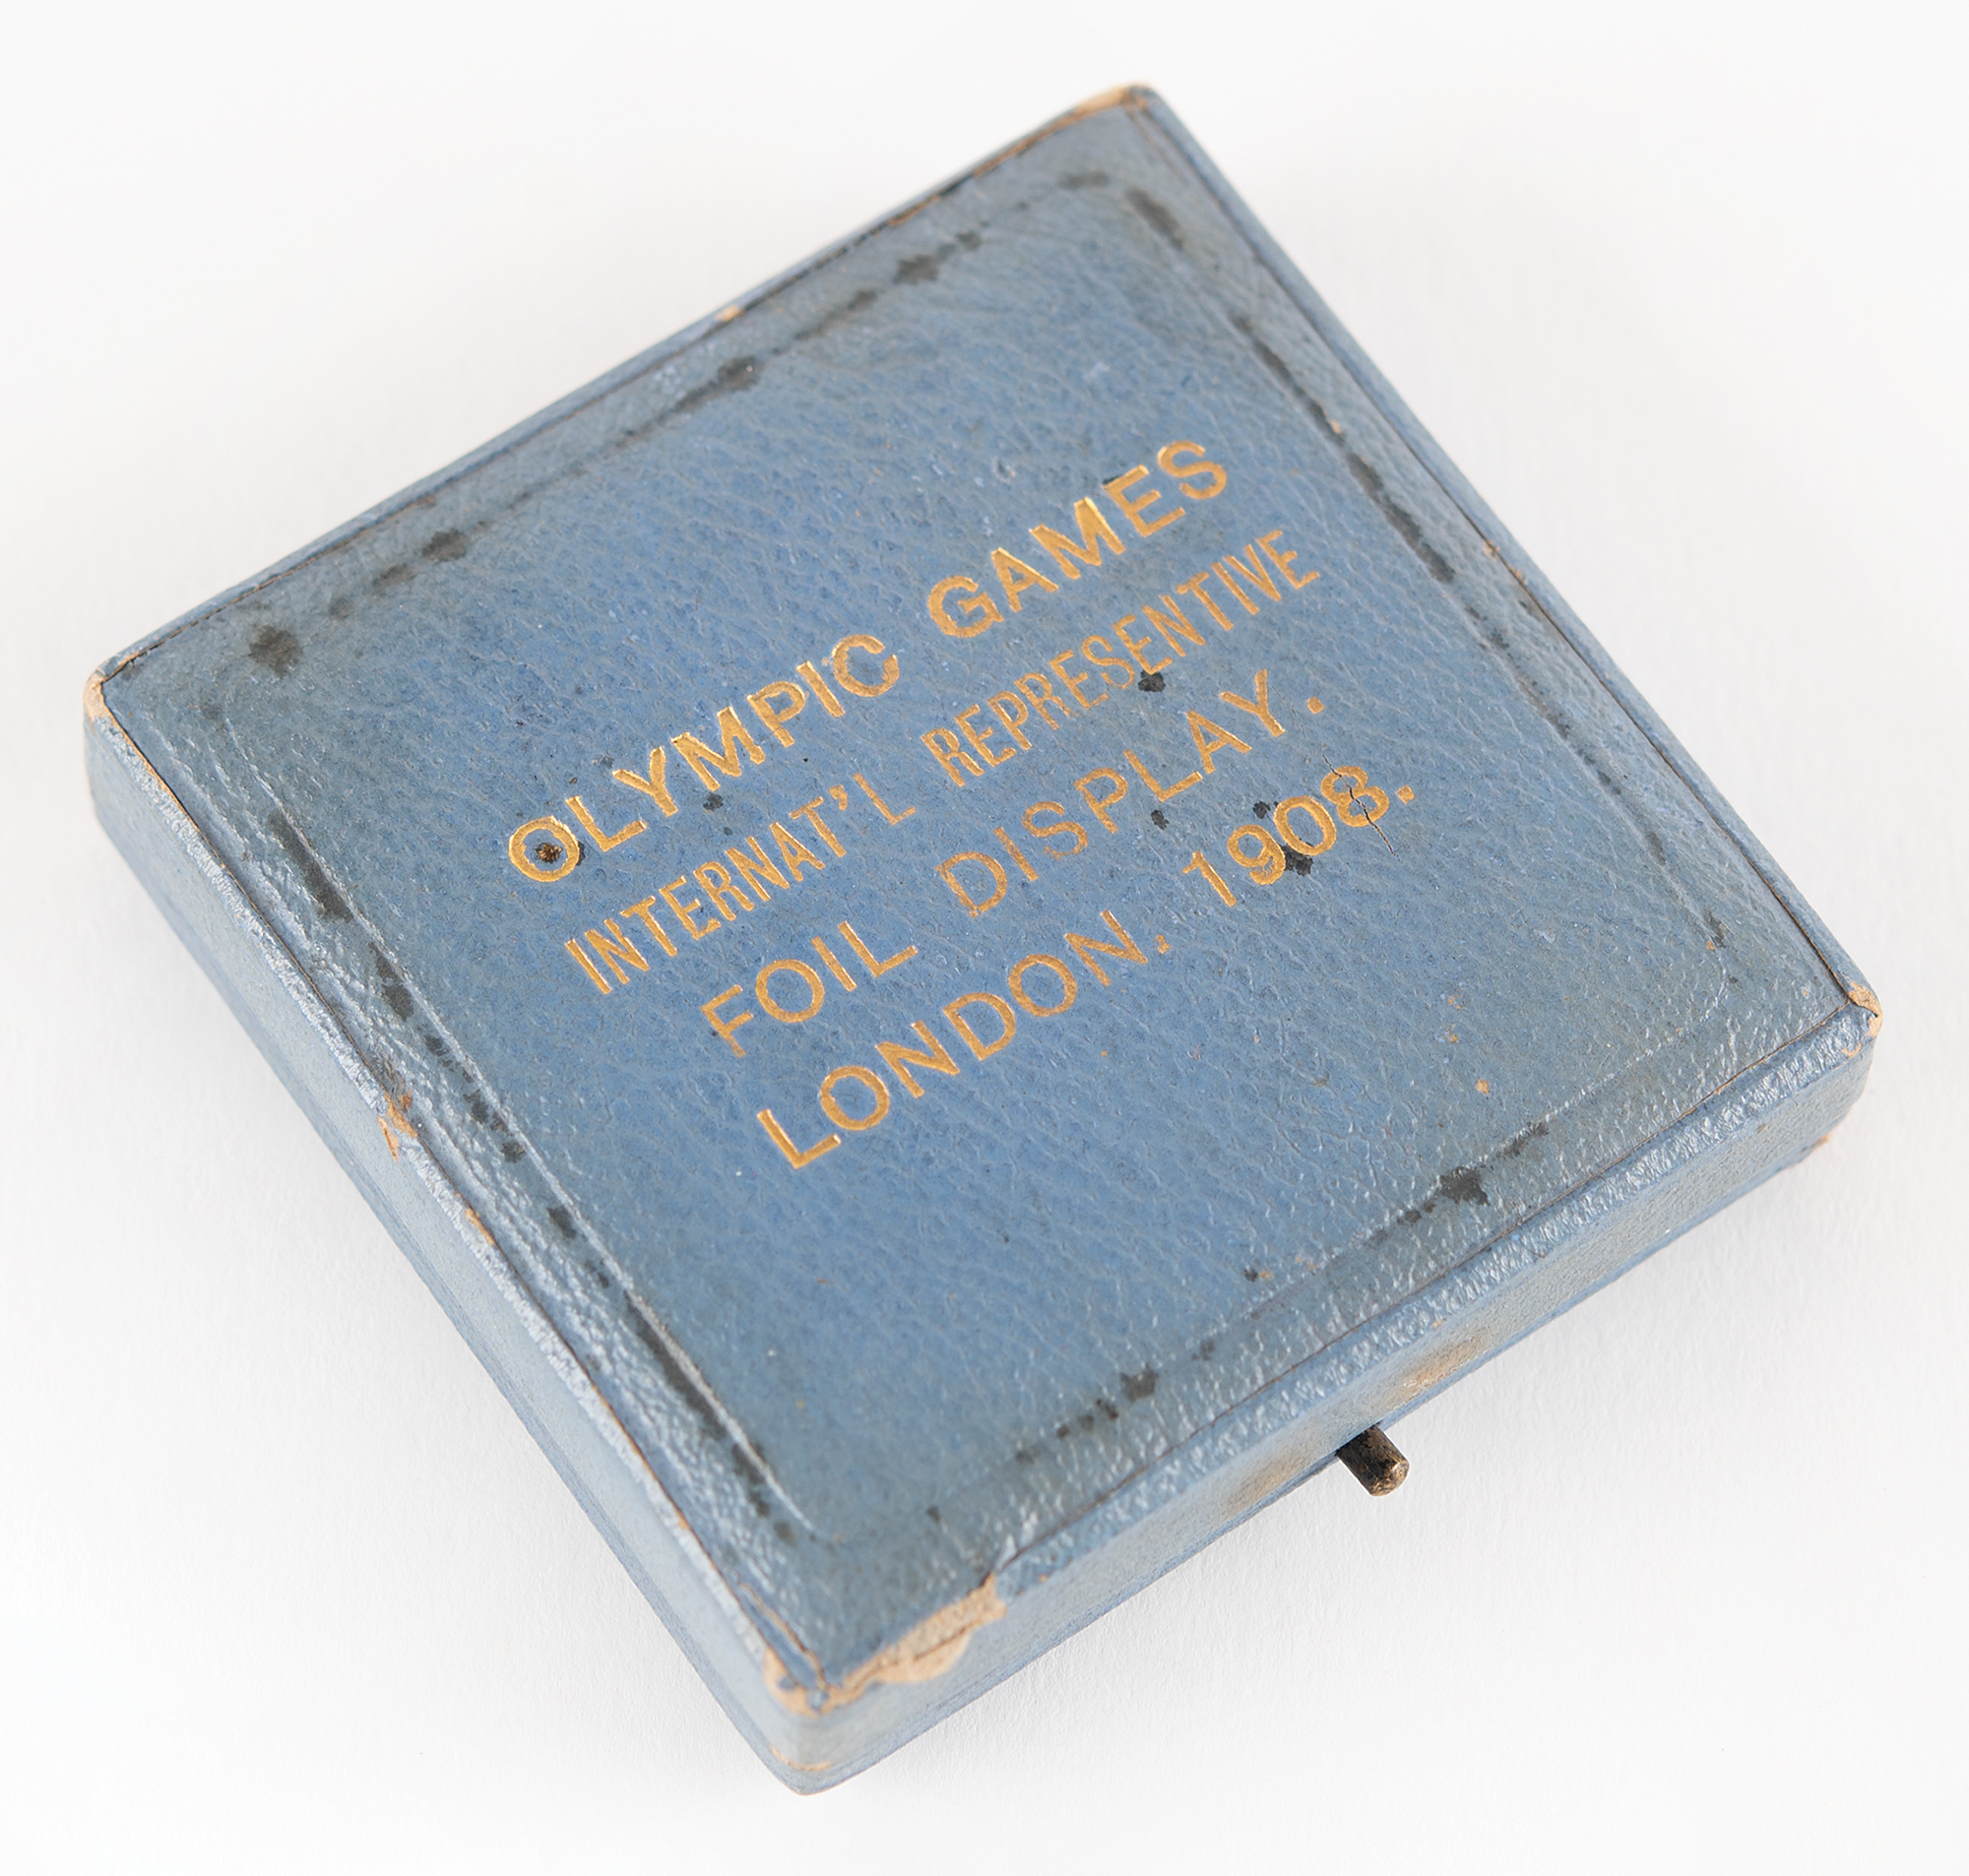 OLYMPIC GAMES
INTERNAT'L REPRESENTIVE
FOIL DISPLAY.
LONDON. 1908.